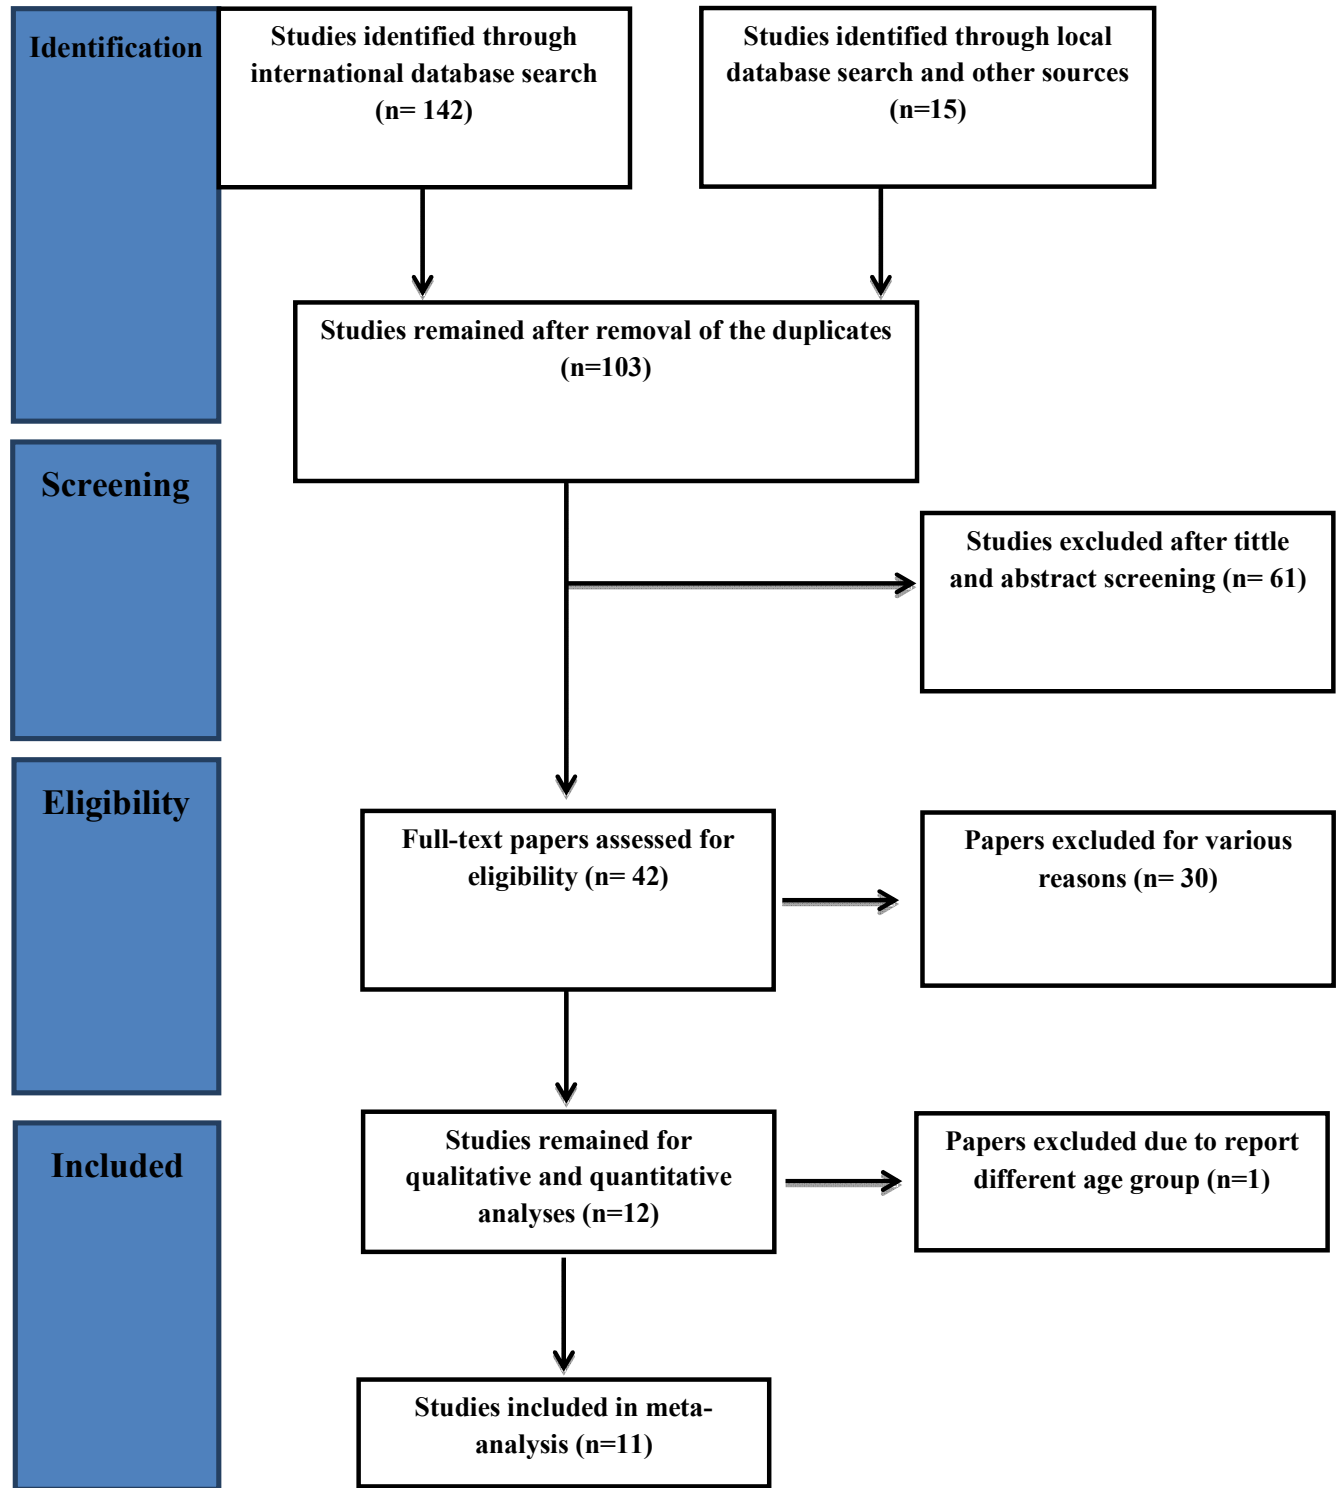 Identification
Studies identified through
international database search
(n= 142)
Studies identified through local
database search and other sources
(n=15)
Studies remained after removal of the duplicates
(n=103)
Screening
Studies excluded after tittle
and abstract screening (n= 61)
Eligibility
Full-text papers assessed for
eligibility (n= 42)
Papers excluded for various
reasons (n= 30)
Included
Studies remained for
qualitative and quantitative
analyses (n=12)
Papers excluded due to report
different age group (n=1)
Studies included in meta-
analysis (n=11)